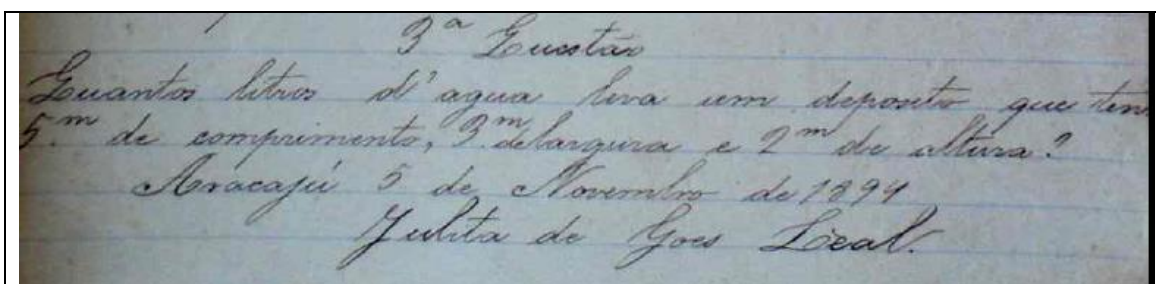 3ª Questão
Quantos litros d'agua leva um deposito que tem
5.m de comprimento, 3.m de largura e 2m de altura?
Aracajú 5 de Novembro de 1894
Julita de Goes Leal.